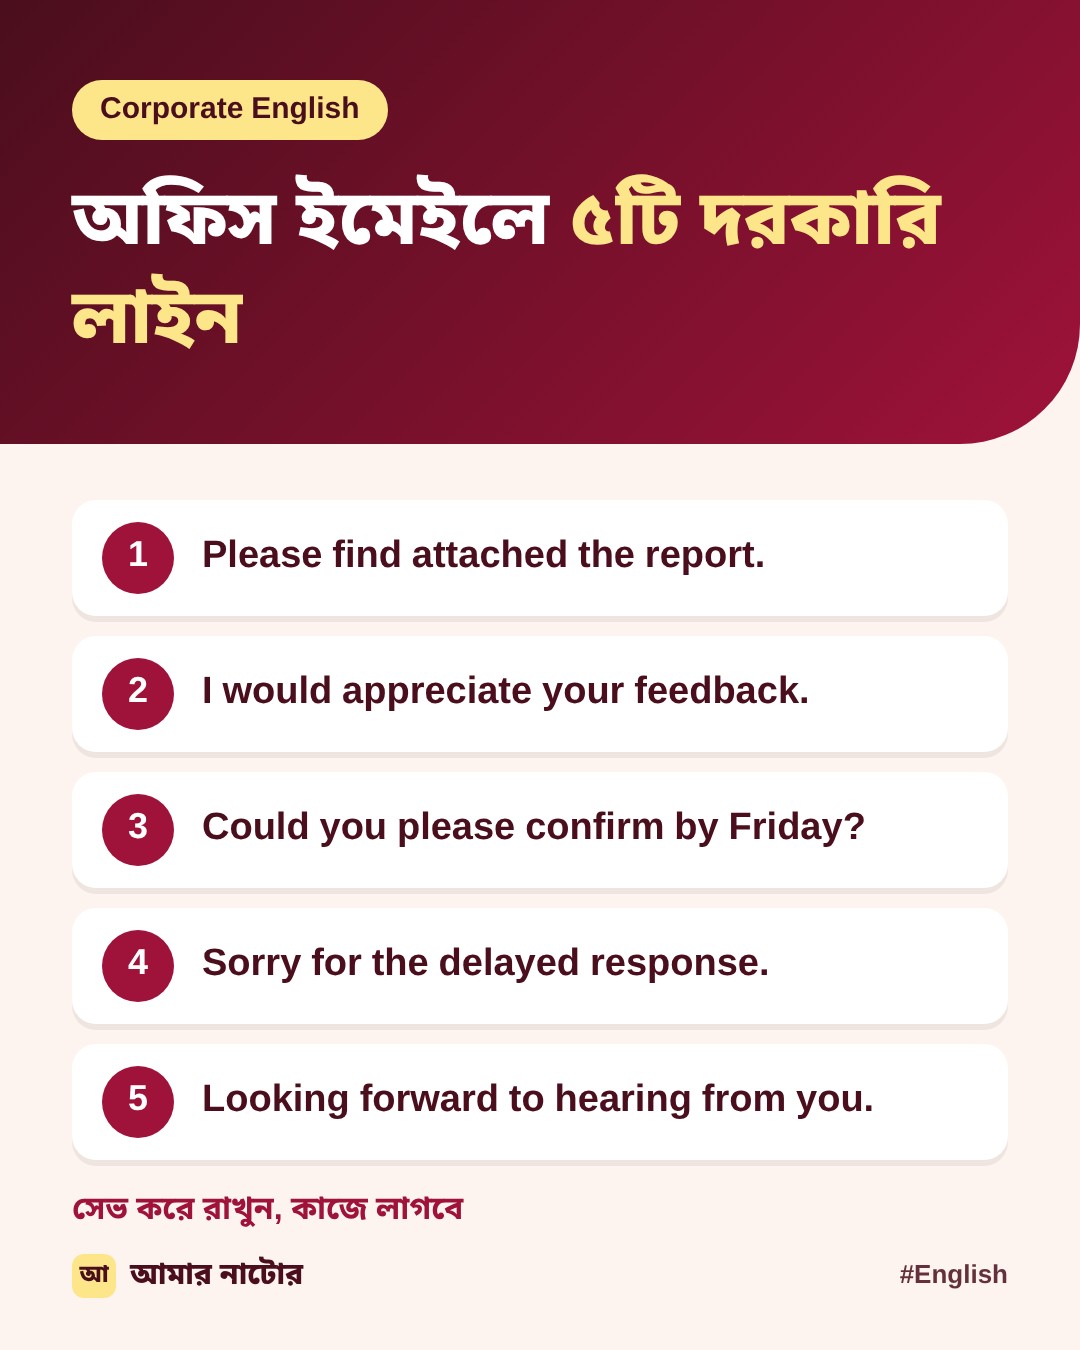 Corporate English
অফিস ইমেইলে ৫টি দরকারি
লাইন
1 Please find attached the report.
2 I would appreciate your feedback.
3 Could you please confirm by Friday?
4 Sorry for the delayed response.
5 Looking forward to hearing from you.
সেভ করে রাখুন, কাজে লাগবে
আ আমার নাটোর #English